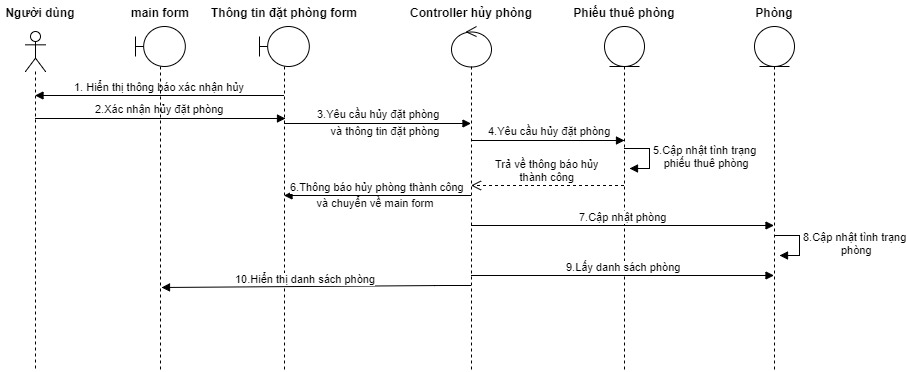 Người dùng
main form
Thông tin đặt phòng form
Controller hủy phòng
Phiếu thuê phòng
Phòng
1. Hiển thị thông báo xác nhận hủy
2.Xác nhận hủy đặt phòng
3.Yêu cầu hủy đặt phòng
và thông tin đặt phòng
4.Yêu cầu hủy đặt phòng
5.Cập nhật tình trạng
phiếu thuê phòng
Trả về thông báo hủy
thành công
6.Thông báo hủy phòng thành công
và chuyển về main form
7.Cập nhật phòng
8.Cập nhật tình trạng
phòng
9.Lấy danh sách phòng
10.Hiển thị danh sách phòng